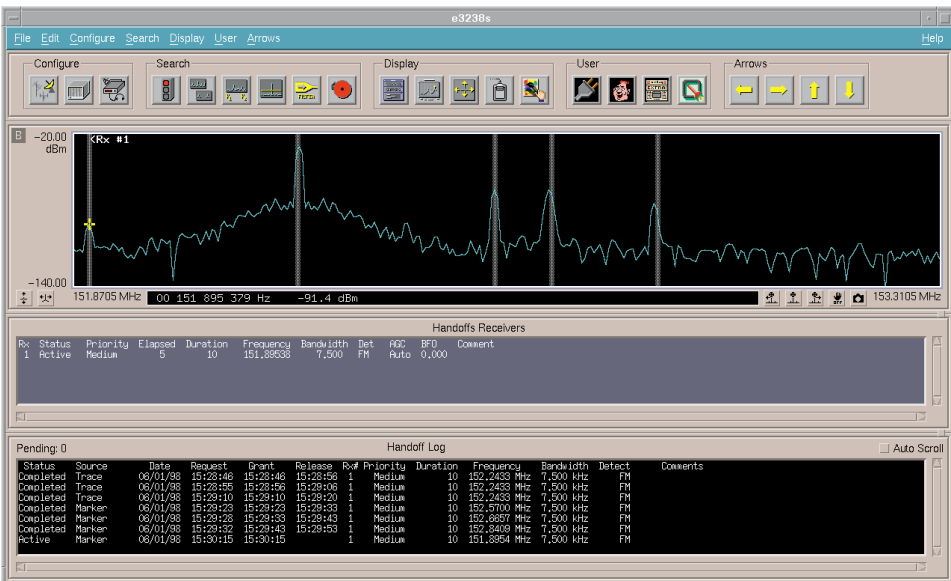 e3238s
File Edit Configure Search Display User Arrows Help
Configure Search Display User Arrows
B -20.00
dBm
<Rx #1
-140.00
151.8705 MHz 00 151 895 379 Hz -91.4 dBm 153.3105 MHz
Handoffs Receivers
Rx Status Priority Elapsed Duration Frequency Bandwidth Det AGC BFO Comment
1 Active Medium 5 10 151.89538 7.500 FM Auto 0.000
Pending: 0 Handoff Log Auto Scroll
Status Source Date Request Grant Release Rx# Priority Duration Frequency Bandwidth Detect Comments
Completed Trace 06/01/98 15:28:46 15:28:46 15:28:56 1 Medium 10 152.2433 MHz 7.500 kHz FM
Completed Trace 06/01/98 15:28:55 15:28:56 15:29:06 1 Medium 10 152.2433 MHz 7.500 kHz FM
Completed Trace 06/01/98 15:29:10 15:29:10 15:29:20 1 Medium 10 152.2433 MHz 7.500 kHz FM
Completed Marker 06/01/98 15:29:23 15:29:23 15:29:33 1 Medium 10 152.5700 MHz 7.500 kHz FM
Completed Marker 06/01/98 15:29:28 15:29:33 15:29:43 1 Medium 10 152.6657 MHz 7.500 kHz FM
Completed Marker 06/01/98 15:29:32 15:29:43 15:29:53 1 Medium 10 152.8409 MHz 7.500 kHz FM
Active Marker 06/01/98 15:30:15 15:30:15 1 Medium 10 151.8954 MHz 7.500 kHz FM